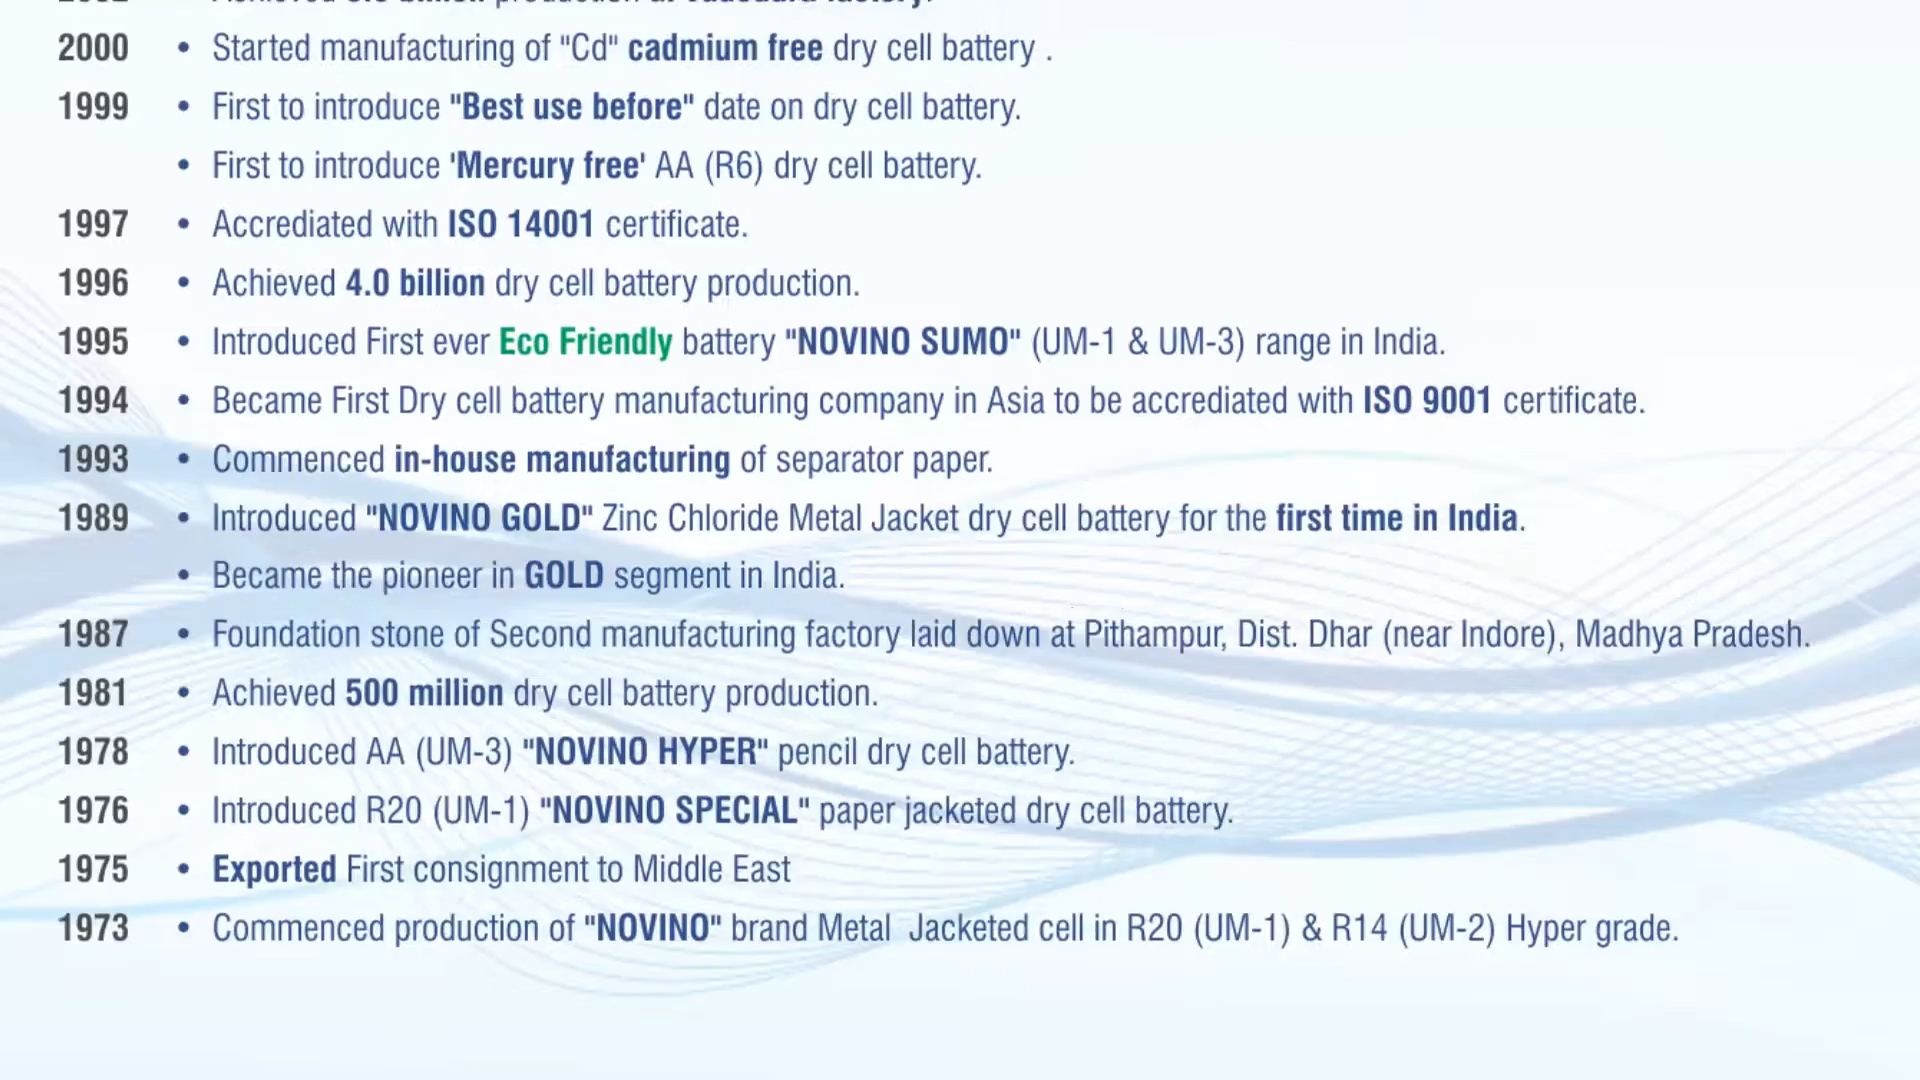 2000 • Started manufacturing of "Cd" cadmium free dry cell battery .
1999 • First to introduce "Best use before" date on dry cell battery.
• First to introduce 'Mercury free' AA (R6) dry cell battery.
1997 • Accrediated with ISO 14001 certificate.
1996 • Achieved 4.0 billion dry cell battery production.
1995 • Introduced First ever Eco Friendly battery "NOVINO SUMO" (UM-1 & UM-3) range in India.
1994 • Became First Dry cell battery manufacturing company in Asia to be accrediated with ISO 9001 certificate.
1993 • Commenced in-house manufacturing of separator paper.
1989 • Introduced "NOVINO GOLD" Zinc Chloride Metal Jacket dry cell battery for the first time in India.
• Became the pioneer in GOLD segment in India.
1987 • Foundation stone of Second manufacturing factory laid down at Pithampur, Dist. Dhar (near Indore), Madhya Pradesh.
1981 • Achieved 500 million dry cell battery production.
1978 • Introduced AA (UM-3) "NOVINO HYPER" pencil dry cell battery.
1976 • Introduced R20 (UM-1) "NOVINO SPECIAL" paper jacketed dry cell battery.
1975 • Exported First consignment to Middle East
1973 • Commenced production of "NOVINO" brand Metal Jacketed cell in R20 (UM-1) & R14 (UM-2) Hyper grade.